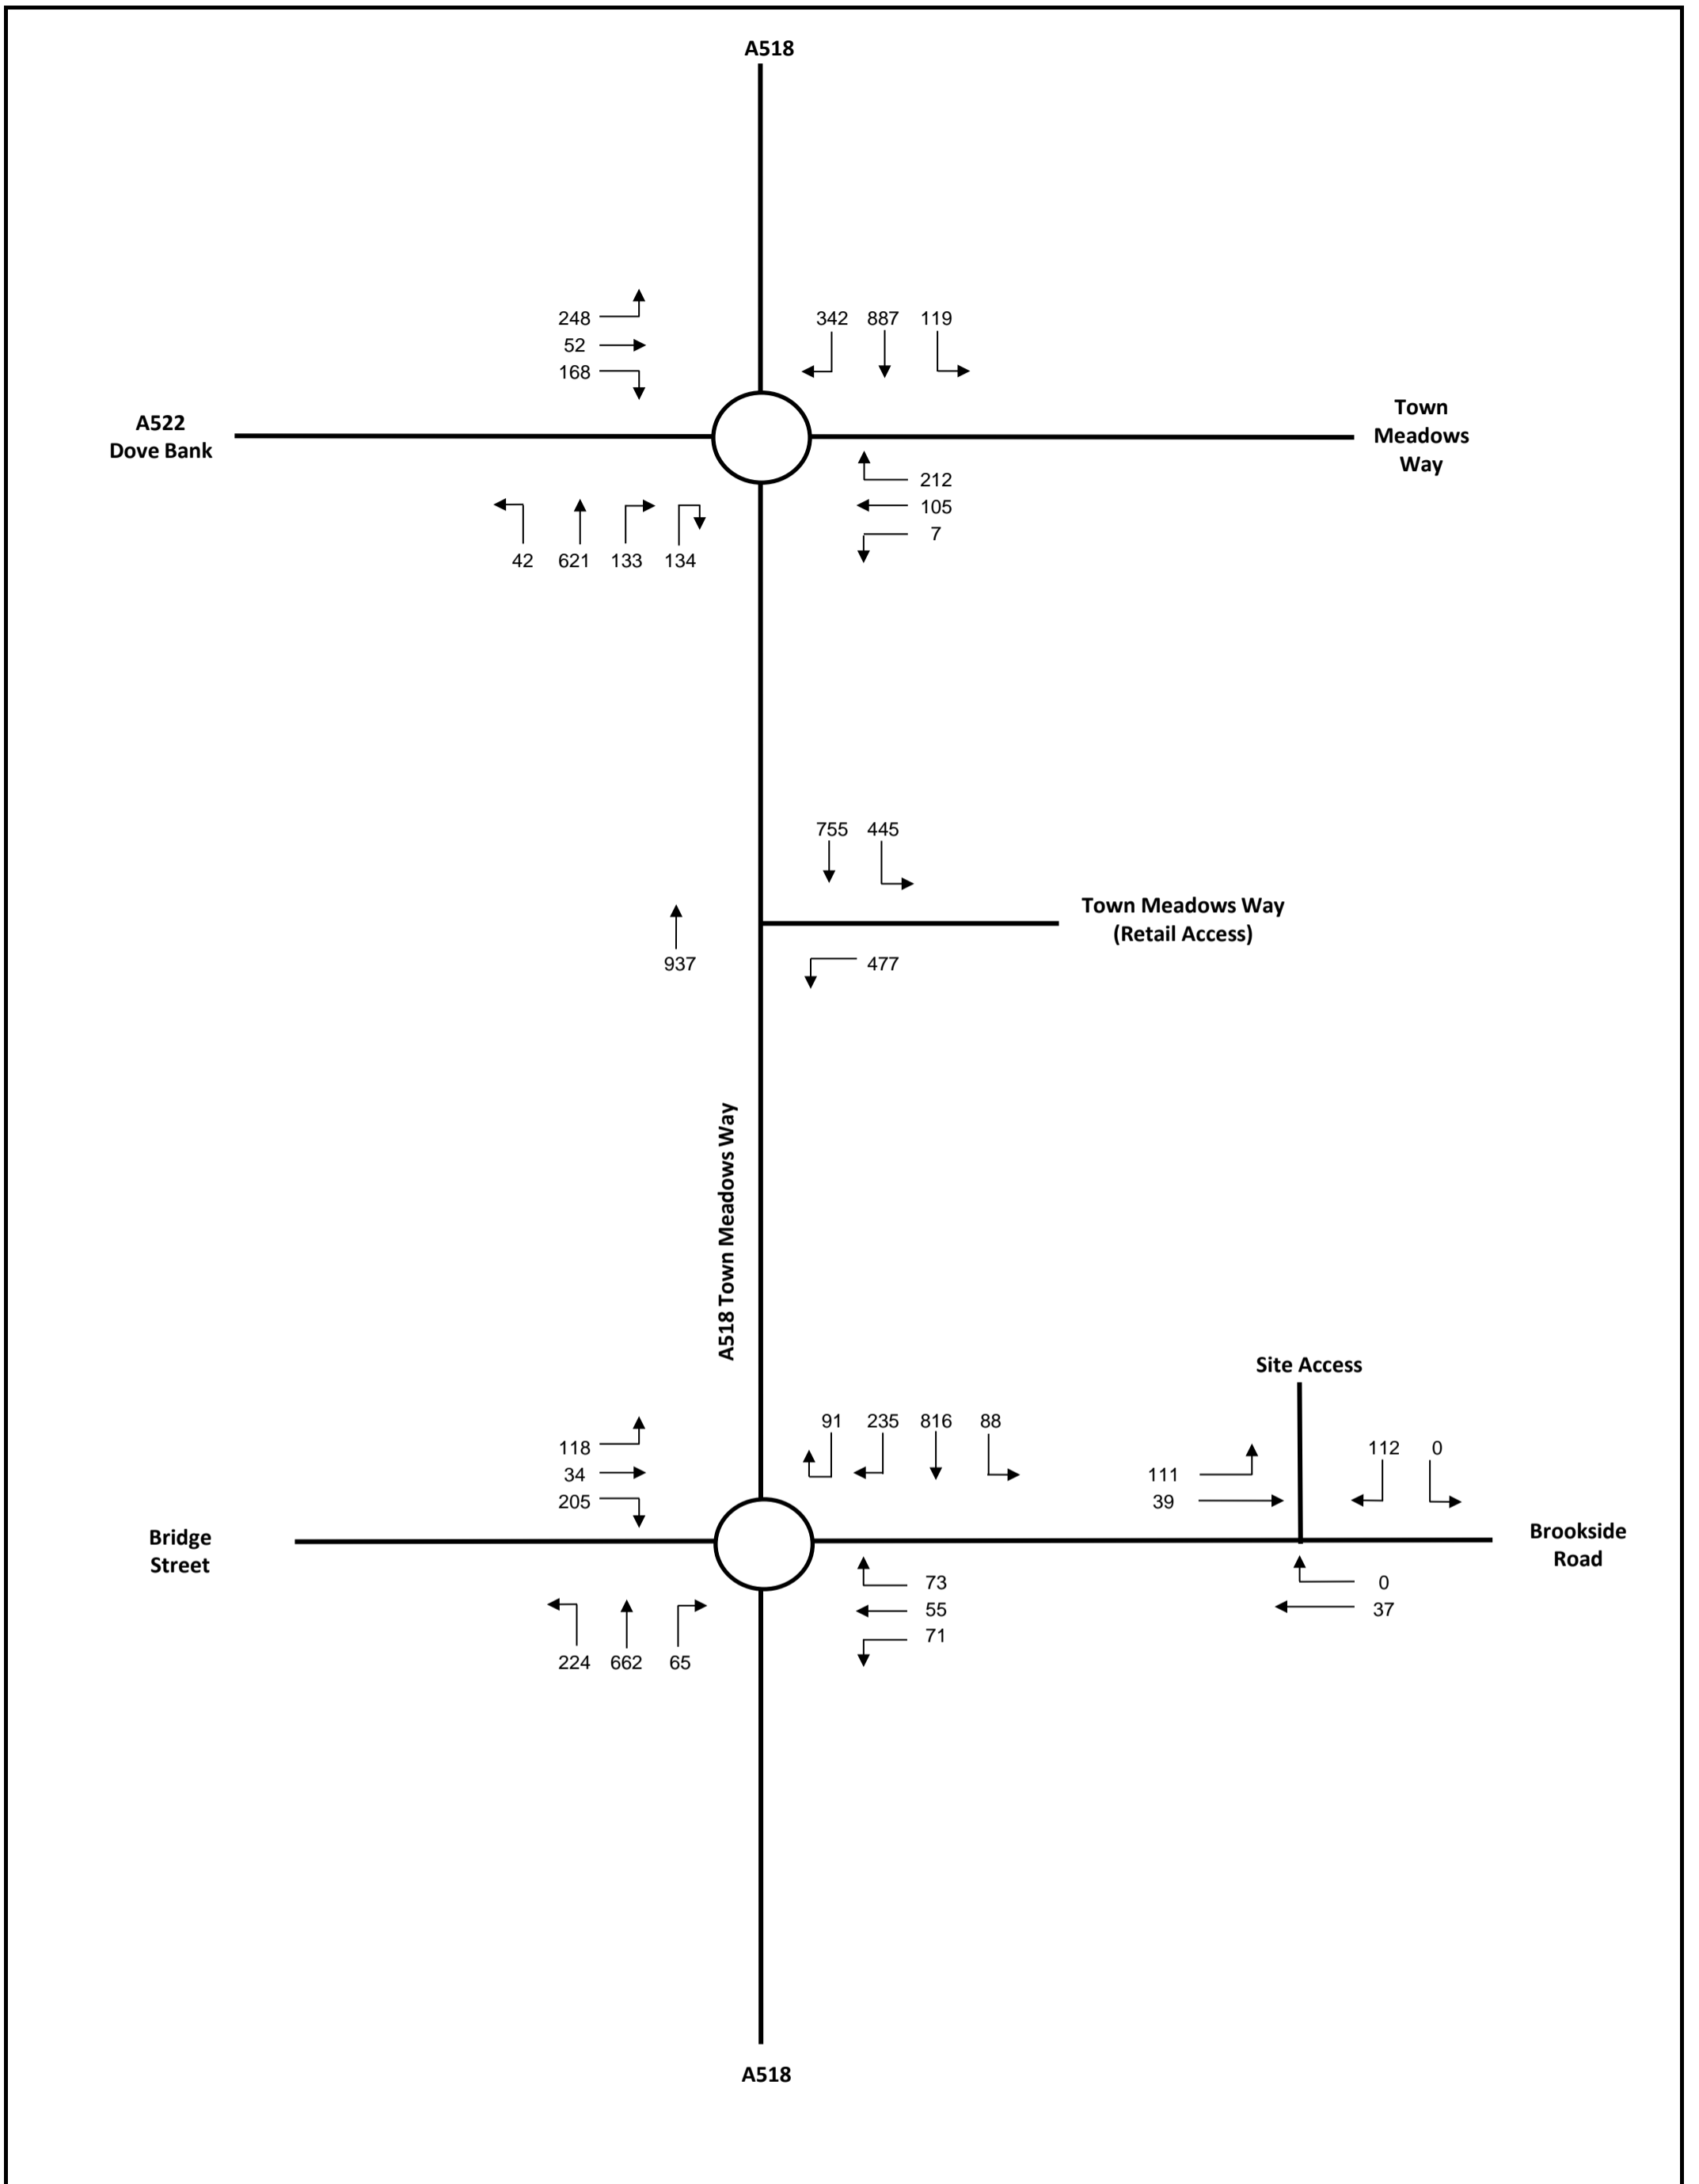 A518
248
52
168
342 887 119
A522
Dove Bank
Town
Meadows
Way
212
105
7
42 621 133 134
755 445
Town Meadows Way
(Retail Access)
937
477
A518 Town Meadows Way
Site Access
118
34
205
91 235 816 88
111
39
112 0
Bridge
Street
Brookside
Road
73
55
71
0
37
224 662 65
A518